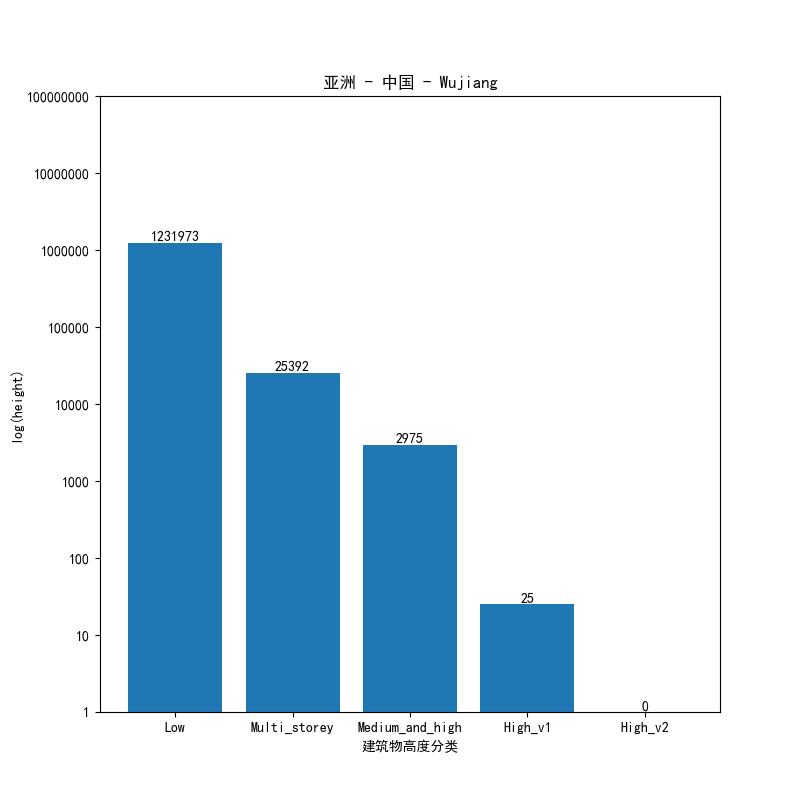 亚洲 - 中国 - Wujiang
100000000
10000000
1000000
100000
10000
1000
100
10
1
log(height)
1231973
25392
2975
25
0
Low
Multi_storey
Medium_and_high
High_v1
High_v2
建筑物高度分类